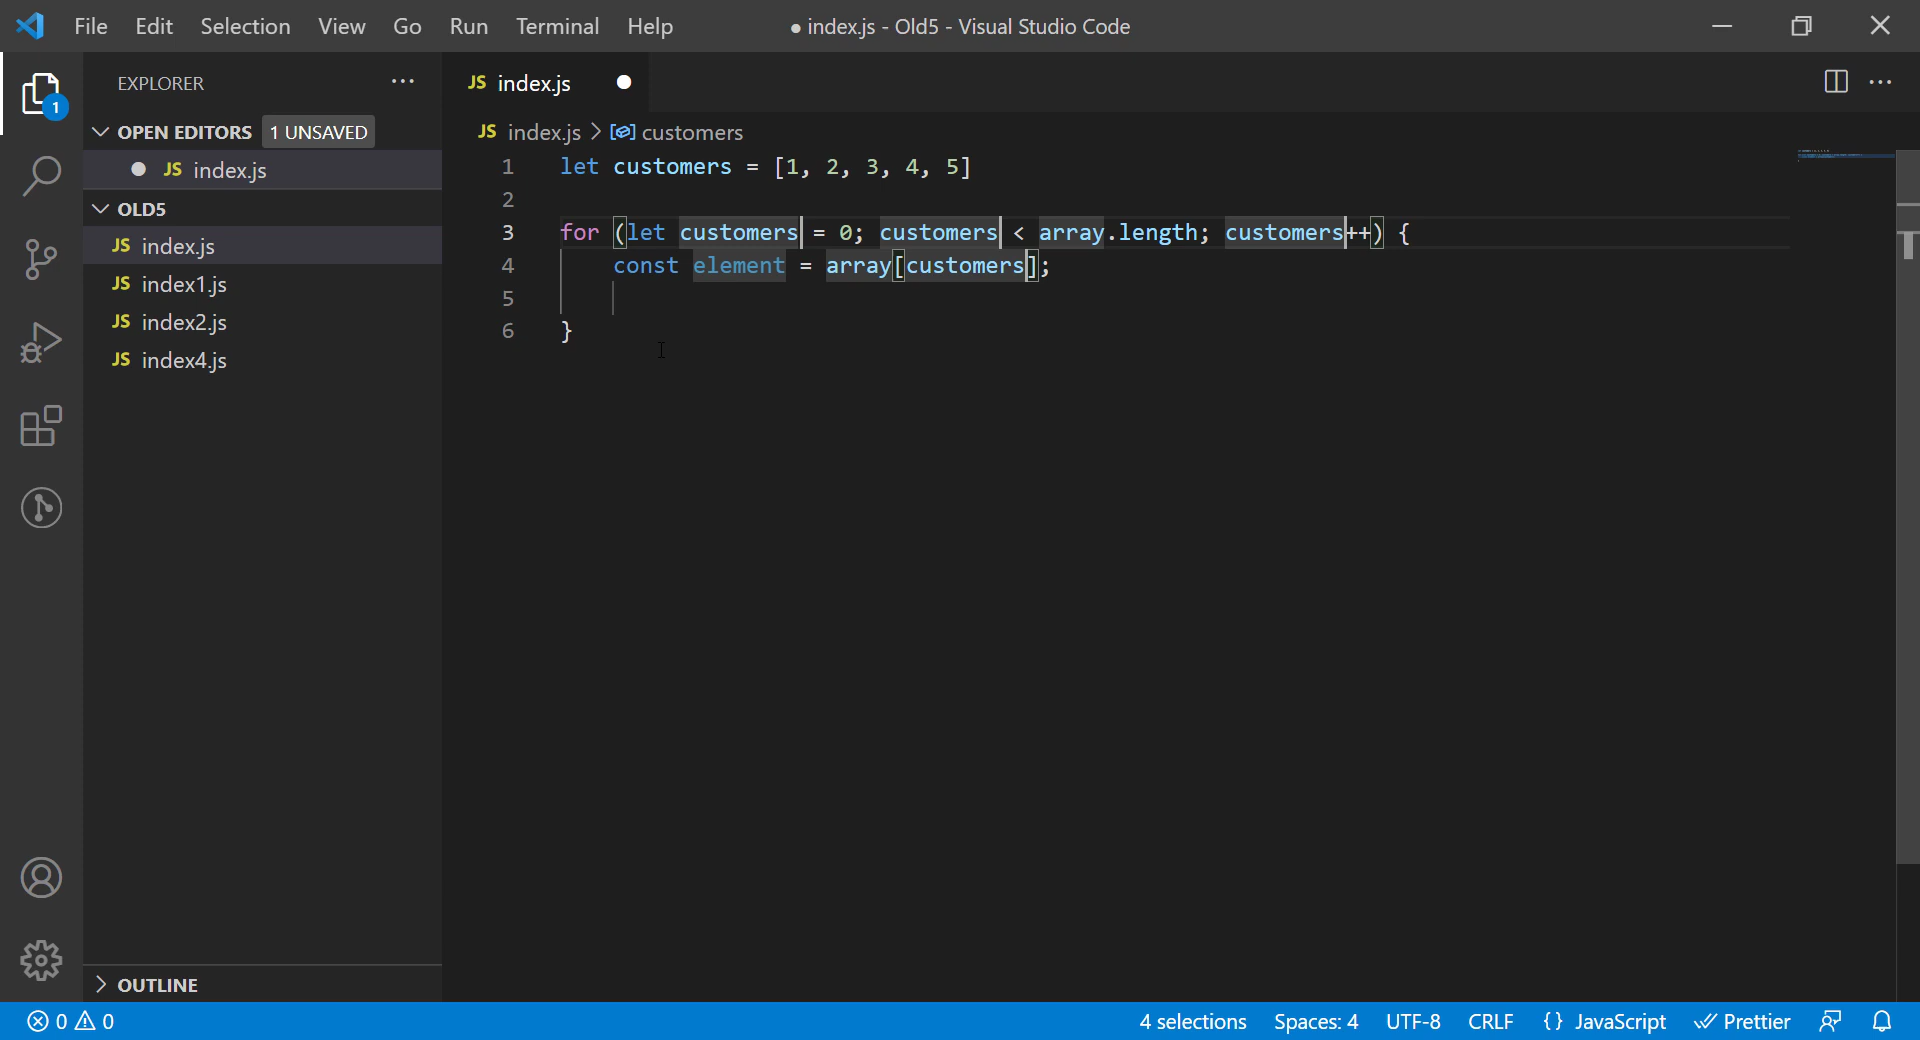 File Edit Selection View Go Run Terminal Help ● index.js - Old5 - Visual Studio Code
1
EXPLORER ...
OPEN EDITORS 1 UNSAVED
● JS index.js
OLD5
JS index.js
JS index1.js
JS index2.js
JS index4.js
OUTLINE
JS index.js ●
JS index.js > customers
1 let customers = [1, 2, 3, 4, 5]
2
3 for (let customers = 0; customers < array.length; customers++) {
4 const element = array[customers];
5
6 }
0 0 4 selections Spaces: 4 UTF-8 CRLF {} JavaScript Prettier